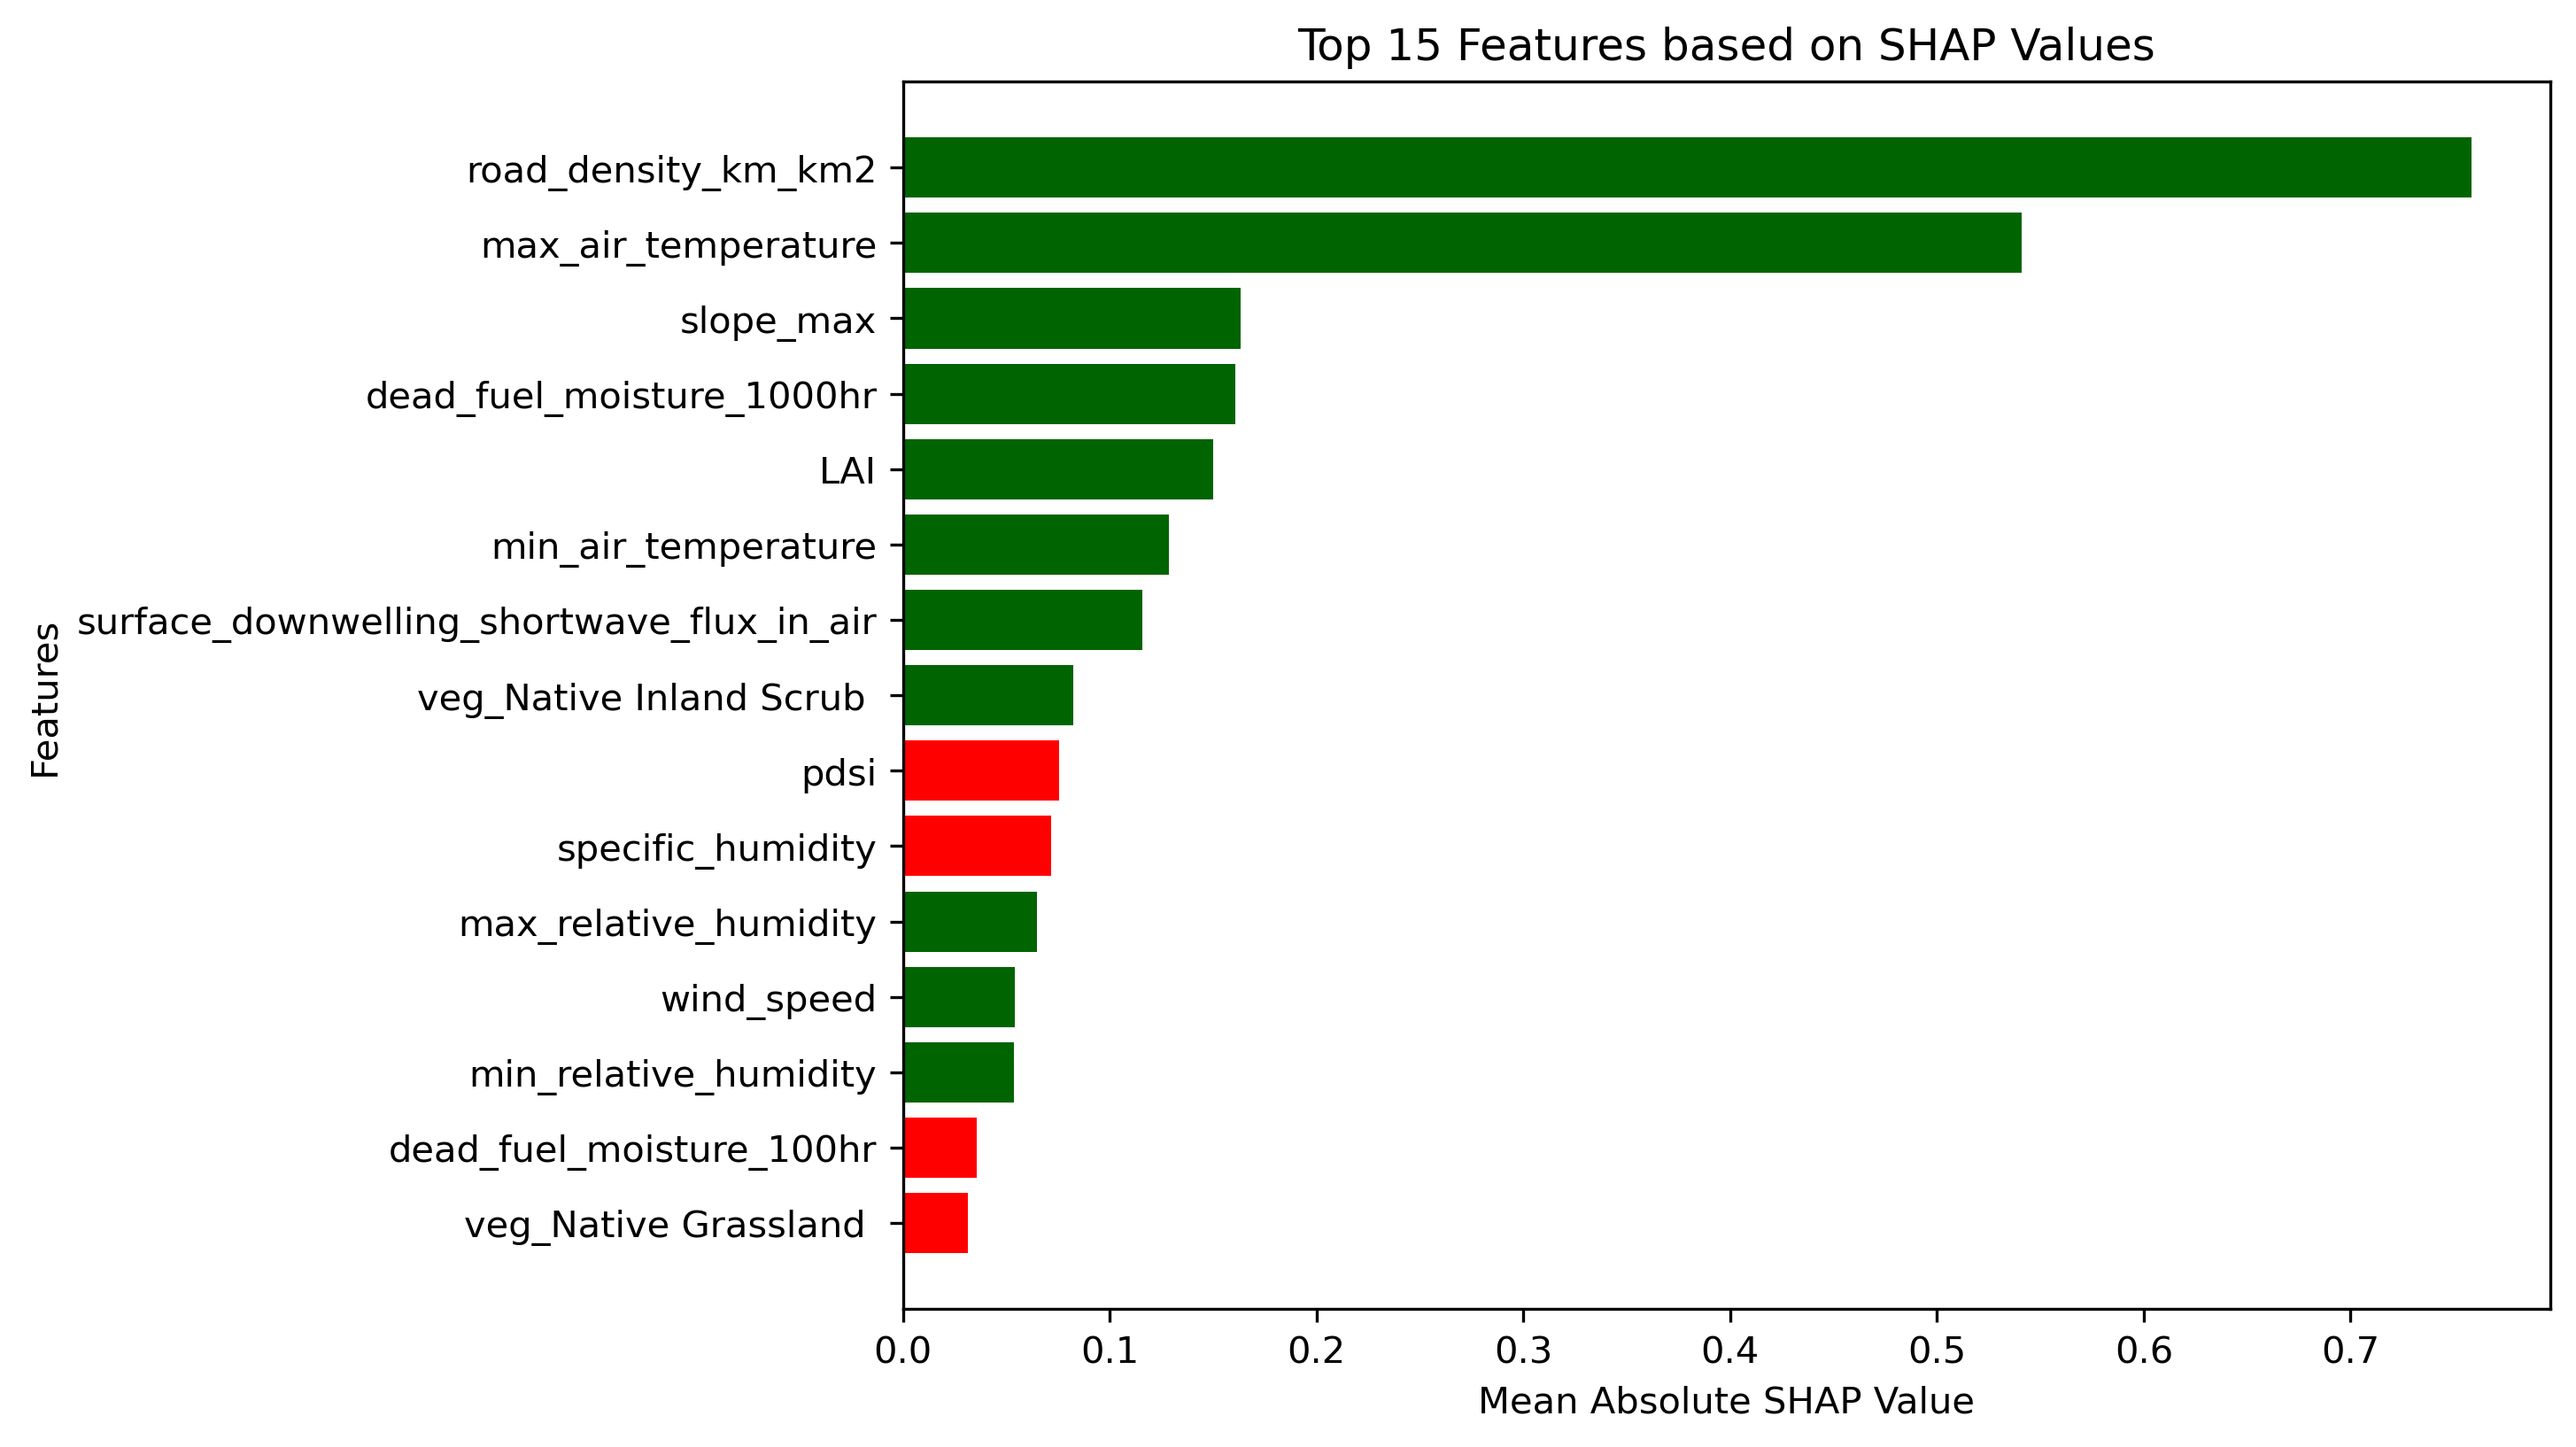 Top 15 Features based on SHAP Values
road_density_km_km2
max_air_temperature
slope_max
dead_fuel_moisture_1000hr
LAI
min_air_temperature
surface_downwelling_shortwave_flux_in_air
veg_Native Inland Scrub
pdsi
specific_humidity
max_relative_humidity
wind_speed
min_relative_humidity
dead_fuel_moisture_100hr
veg_Native Grassland
Features
0.0 0.1 0.2 0.3 0.4 0.5 0.6 0.7
Mean Absolute SHAP Value